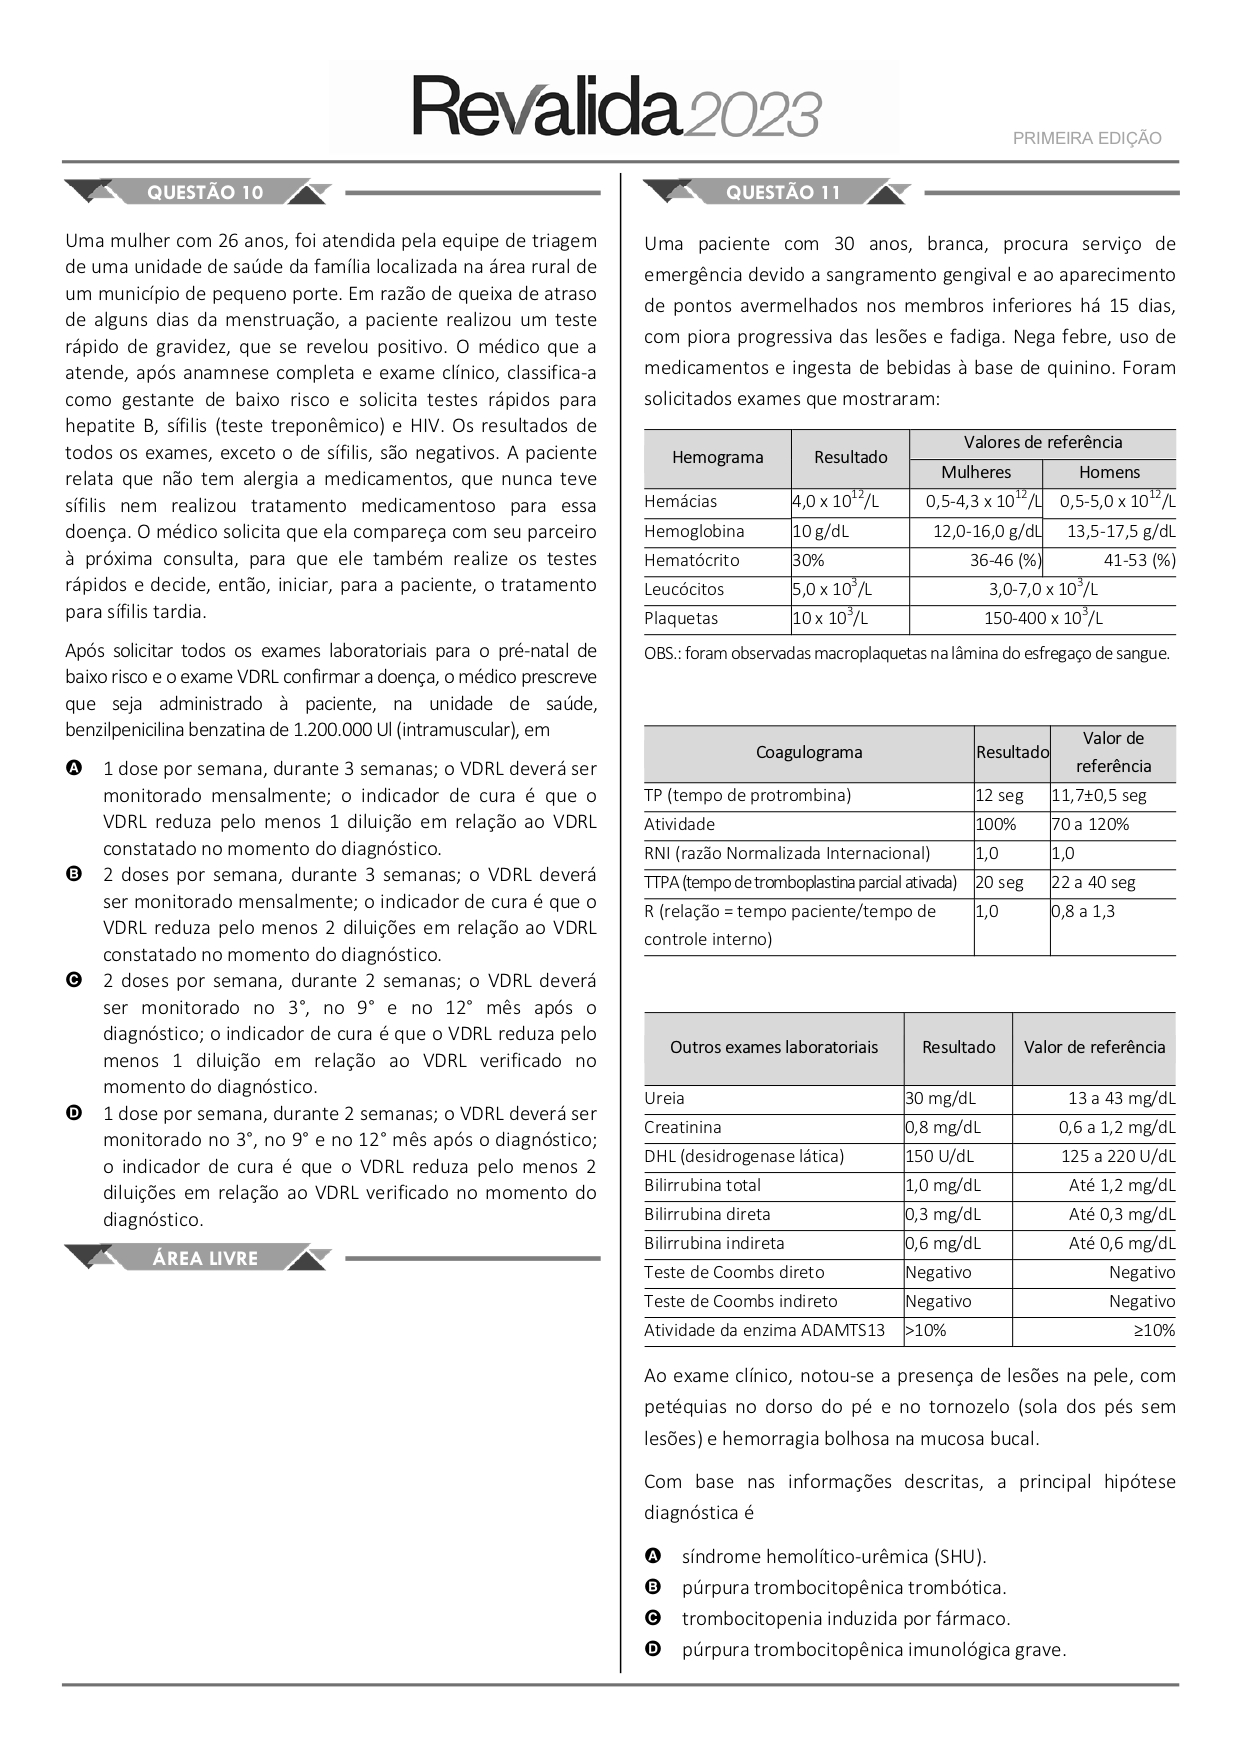 Revalida2023
PRIMEIRA EDIÇÃO
QUESTÃO 10
Uma mulher com 26 anos, foi atendida pela equipe de triagem
de uma unidade de saúde da família localizada na área rural de
um município de pequeno porte. Em razão de queixa de atraso
de alguns dias da menstruação, a paciente realizou um teste
rápido de gravidez, que se revelou positivo. O médico que a
atende, após anamnese completa e exame clínico, classifica-a
como gestante de baixo risco e solicita testes rápidos para
hepatite B, sífilis (teste treponêmico) e HIV. Os resultados de
todos os exames, exceto o de sífilis, são negativos. A paciente
relata que não tem alergia a medicamentos, que nunca teve
sífilis nem realizou tratamento medicamentoso para essa
doença. O médico solicita que ela compareça com seu parceiro
à próxima consulta, para que ele também realize os testes
rápidos e decide, então, iniciar, para a paciente, o tratamento
para sífilis tardia.
Após solicitar todos os exames laboratoriais para o pré-natal de
baixo risco e o exame VDRL confirmar a doença, o médico prescreve
que seja administrado à paciente, na unidade de saúde,
benzilpenicilina benzatina de 1.200.000 Ul (intramuscular), em
A 1 dose por semana, durante 3 semanas; o VDRL deverá ser
monitorado mensalmente; o indicador de cura é que o
VDRL reduza pelo menos 1 diluição em relação ao VDRL
constatado no momento do diagnóstico.
B 2 doses por semana, durante 3 semanas; o VDRL deverá
ser monitorado mensalmente; o indicador de cura é que o
VDRL reduza pelo menos 2 diluições em relação ao VDRL
constatado no momento do diagnóstico.
C 2 doses por semana, durante 2 semanas; o VDRL deverá
ser monitorado no 3°, no 9° e no 12° mês após o
diagnóstico; o indicador de cura é que o VDRL reduza pelo
menos 1 diluição em relação ao VDRL verificado no
momento do diagnóstico.
D 1 dose por semana, durante 2 semanas; o VDRL deverá ser
monitorado no 3°, no 9° e no 12° mês após o diagnóstico;
o indicador de cura é que o VDRL reduza pelo menos 2
diluições em relação ao VDRL verificado no momento do
diagnóstico.
ÁREA LIVRE
QUESTÃO 11
Uma paciente com 30 anos, branca, procura serviço de
emergência devido a sangramento gengival e ao aparecimento
de pontos avermelhados nos membros inferiores há 15 dias,
com piora progressiva das lesões e fadiga. Nega febre, uso de
medicamentos e ingesta de bebidas à base de quinino. Foram
solicitados exames que mostraram:
Hemograma Resultado Valores de referência
Mulheres Homens
Hemácias 4,0 x 10¹²/L 0,5-4,3 x 10¹²/L 0,5-5,0 x 10¹²/L
Hemoglobina 10 g/dL 12,0-16,0 g/dL 13,5-17,5 g/dL
Hematócrito 30% 36-46 (%) 41-53 (%)
Leucócitos 5,0 x 10³/L 3,0-7,0 x 10³/L
Plaquetas 10 x 10³/L 150-400 x 10³/L
OBS.: foram observadas macroplaquetas na lâmina do esfregaço de sangue.
Coagulograma Resultado Valor de referência
TP (tempo de protrombina) 12 seg 11,7±0,5 seg
Atividade 100% 70 a 120%
RNI (razão Normalizada Internacional) 1,0 1,0
TTPA (tempo de tromboplastina parcial ativada) 20 seg 22 a 40 seg
R (relação = tempo paciente/tempo de controle interno) 1,0 0,8 a 1,3
Outros exames laboratoriais Resultado Valor de referência
Ureia 30 mg/dL 13 a 43 mg/dL
Creatinina 0,8 mg/dL 0,6 a 1,2 mg/dL
DHL (desidrogenase lática) 150 U/dL 125 a 220 U/dL
Bilirrubina total 1,0 mg/dL Até 1,2 mg/dL
Bilirrubina direta 0,3 mg/dL Até 0,3 mg/dL
Bilirrubina indireta 0,6 mg/dL Até 0,6 mg/dL
Teste de Coombs direto Negativo Negativo
Teste de Coombs indireto Negativo Negativo
Atividade da enzima ADAMTS13 >10% ≥10%
Ao exame clínico, notou-se a presença de lesões na pele, com
petéquias no dorso do pé e no tornozelo (sola dos pés sem
lesões) e hemorragia bolhosa na mucosa bucal.
Com base nas informações descritas, a principal hipótese
diagnóstica é
A síndrome hemolítico-urêmica (SHU).
B púrpura trombocitopênica trombótica.
C trombocitopenia induzida por fármaco.
D púrpura trombocitopênica imunológica grave.